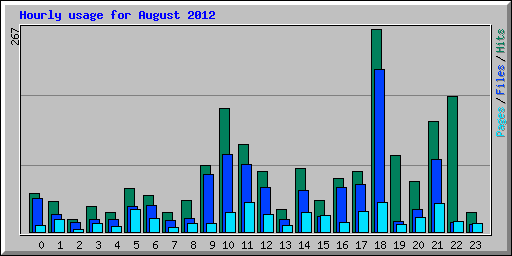 Hourly usage for August 2012
267
Pages/Files/Hits
0 1 2 3 4 5 6 7 8 9 10 11 12 13 14 15 16 17 18 19 20 21 22 23